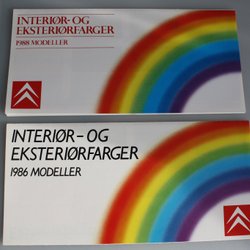 INTERIØR- OG
EKSTERIØRFARGER
1988 MODELLER
INTERIØR-OG
EKSTERIØRFARGER
1986 MODELLER